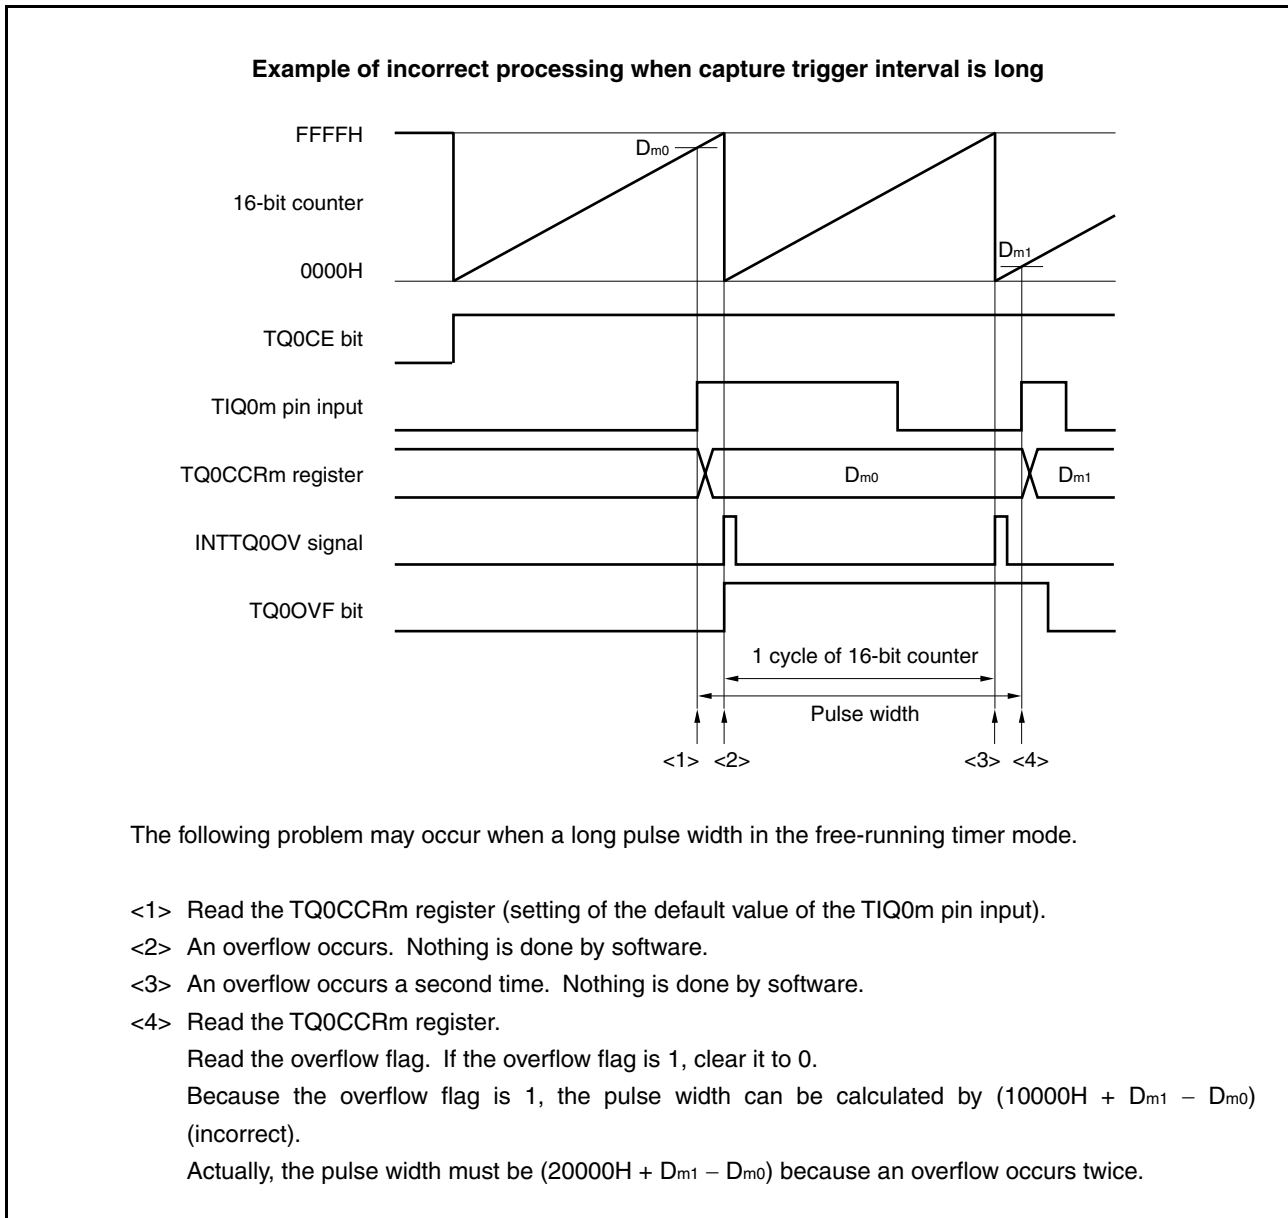 Example of incorrect processing when capture trigger interval is long
FFFFH
Dm0
16-bit counter
Dm1
0000H
TQ0CE bit
TIQ0m pin input
TQ0CCRm register
Dm0
Dm1
INTTQ0OV signal
TQ0OVF bit
1 cycle of 16-bit counter
Pulse width
<1> <2> <3> <4>
The following problem may occur when a long pulse width in the free-running timer mode.
<1> Read the TQ0CCRm register (setting of the default value of the TIQ0m pin input).
<2> An overflow occurs. Nothing is done by software.
<3> An overflow occurs a second time. Nothing is done by software.
<4> Read the TQ0CCRm register.
Read the overflow flag. If the overflow flag is 1, clear it to 0.
Because the overflow flag is 1, the pulse width can be calculated by (10000H + Dm1 − Dm0)
(incorrect).
Actually, the pulse width must be (20000H + Dm1 − Dm0) because an overflow occurs twice.